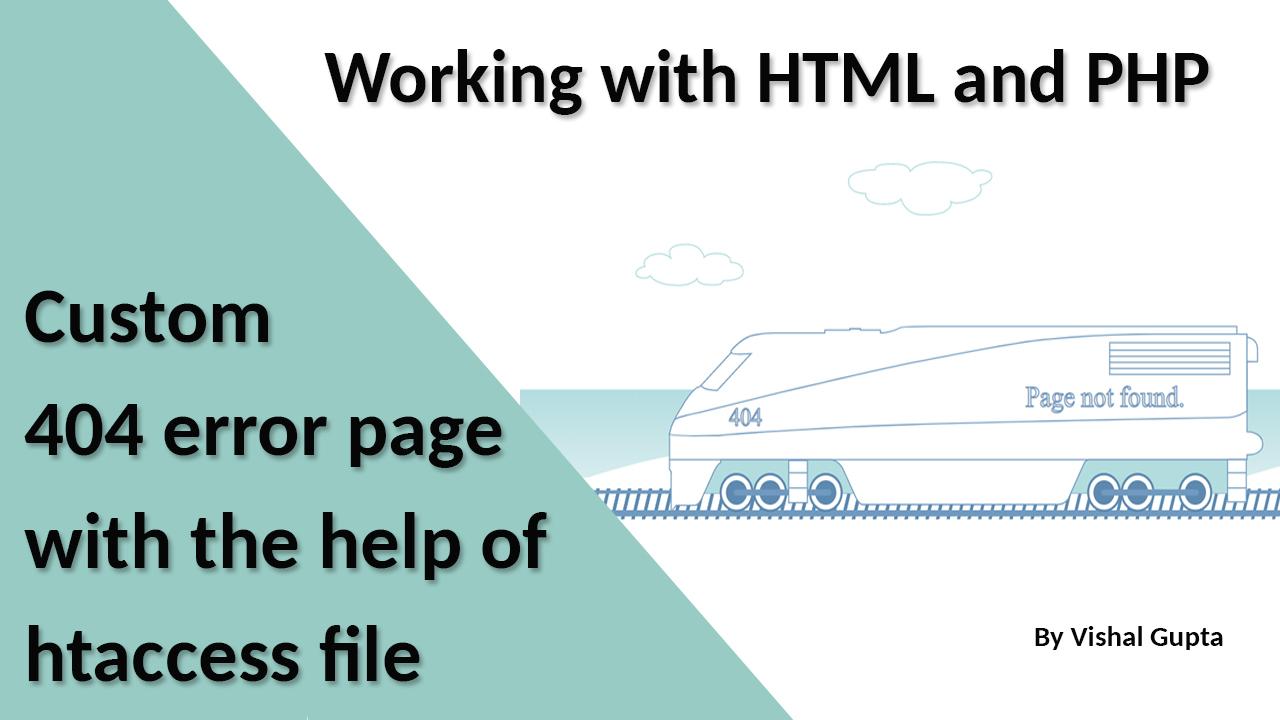 Working with HTML and PHP
Custom
404 error page
with the help of
htaccess file
404
Page not found.
By Vishal Gupta